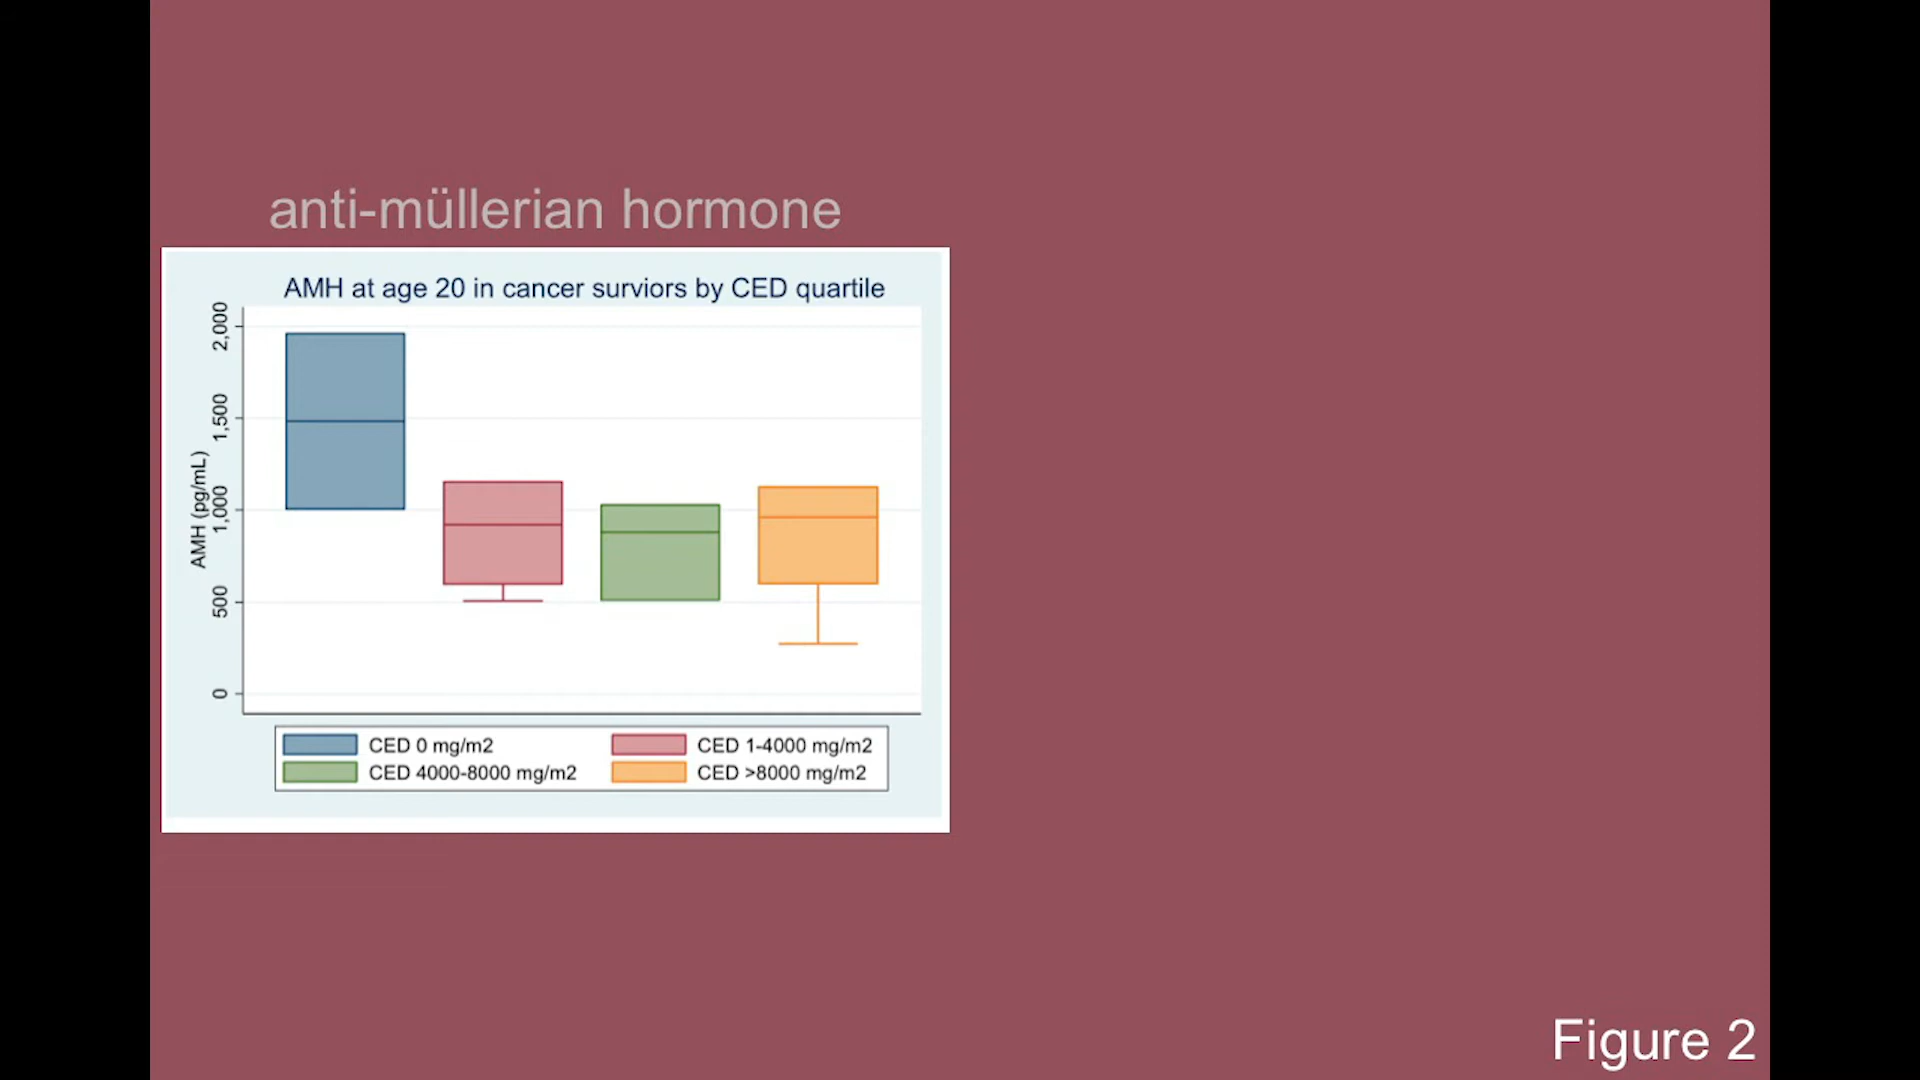 anti-müllerian hormone
AMH at age 20 in cancer surviors by CED quartile
AMH (pg/mL)
2,000
1,500
1,000
500
0
CED 0 mg/m2
CED 1-4000 mg/m2
CED 4000-8000 mg/m2
CED >8000 mg/m2
Figure 2